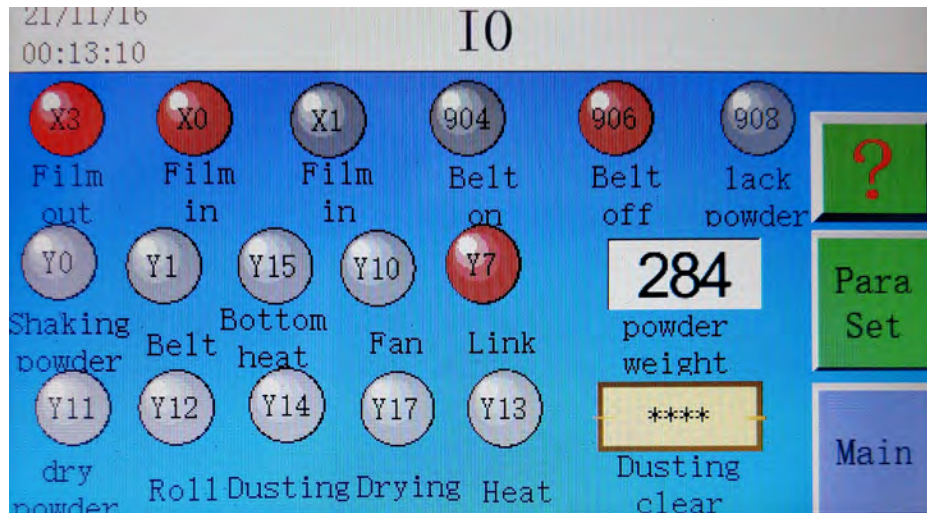 21/11/16
00:13:10
IO
X3 X0 X1 904 906 908
Film out
Film in
Film in
Belt on
Belt off
lack powder
?
Y0 Y1 Y15 Y10 Y7
Shaking powder
Belt
Bottom heat
Fan
Link
284
powder weight
Para Set
Y11 Y12 Y14 Y17 Y13
dry powder
Roll
Dusting
Drying
Heat
****
Dusting clear
Main